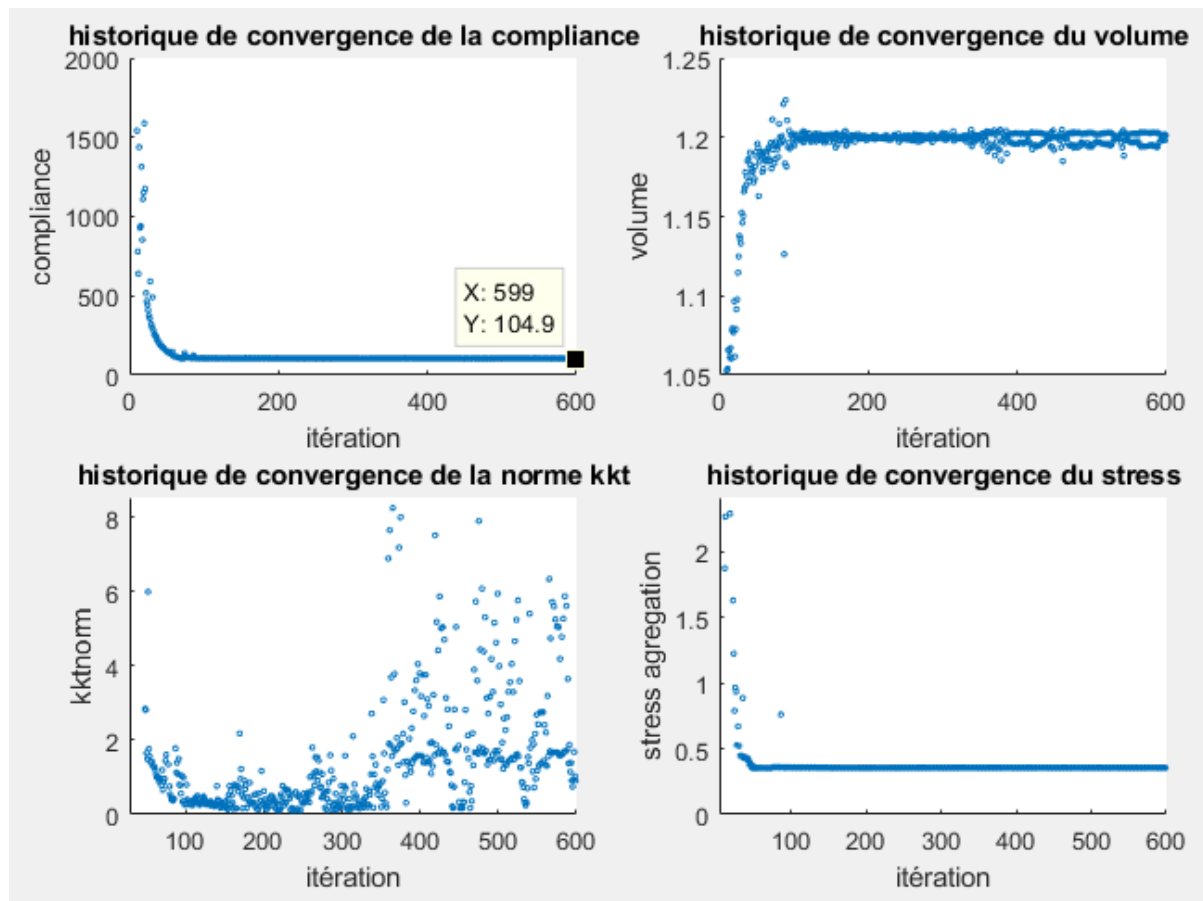 historique de convergence de la compliance
2000
1500
1000
500
0
compliance
X: 599
Y: 104.9
0 200 400 600
itération
historique de convergence du volume
1.25
1.2
1.15
1.1
1.05
volume
0 200 400 600
itération
historique de convergence de la norme kkt
8
6
4
2
0
kktnorm
100 200 300 400 500 600
itération
historique de convergence du stress
2
1.5
1
0.5
0
stress agregation
100 200 300 400 500 600
itération